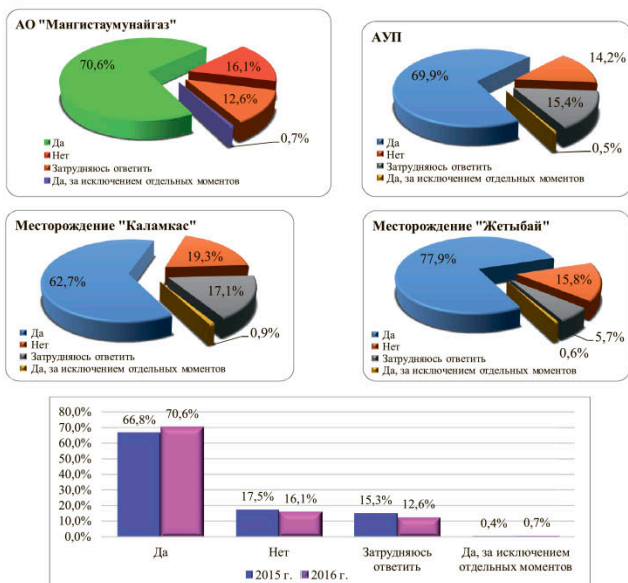 АО "Мангистаумунайгаз"
70,6%
16,1%
12,6%
0,7%
Да
Нет
Затрудняюсь ответить
Да, за исключением отдельных моментов
АУП
69,9%
14,2%
15,4%
0,5%
Да
Нет
Затрудняюсь ответить
Да, за исключением отдельных моментов
Месторождение "Каламкас"
62,7%
19,3%
17,1%
0,9%
Да
Нет
Затрудняюсь ответить
Да, за исключением отдельных моментов
Месторождение "Жетыбай"
77,9%
15,8%
5,7%
0,6%
Да
Нет
Затрудняюсь ответить
Да, за исключением отдельных моментов
80,0%
70,0%
60,0%
50,0%
40,0%
30,0%
20,0%
10,0%
0,0%
66,8% 70,6%
17,5% 16,1%
15,3% 12,6%
0,4% 0,7%
Да
Нет
Затрудняюсь
ответить
Да, за исключением
отдельных моментов
2015 г. 2016 г.